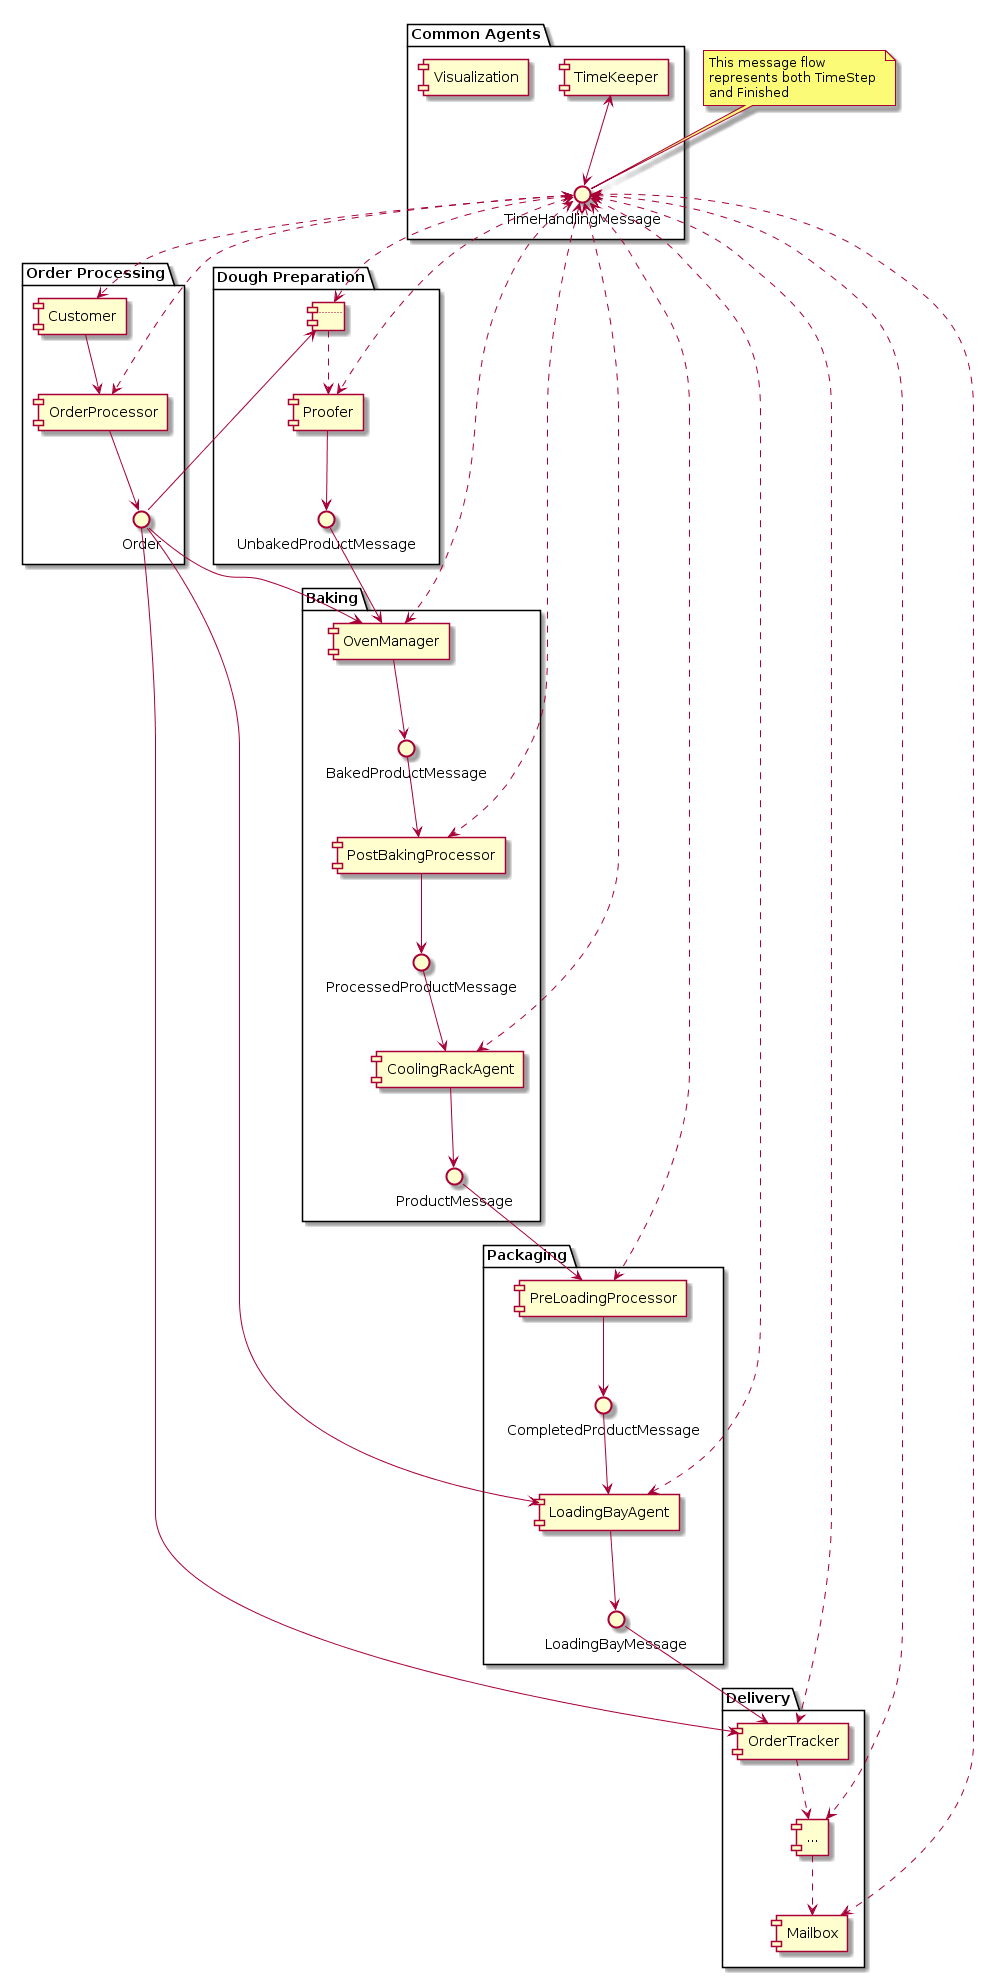 Common Agents
Visualization
TimeKeeper
This message flow
represents both TimeStep
and Finished
TimeHandlingMessage
Order Processing
Customer
OrderProcessor
Order
Dough Preparation
Proofer
UnbakedProductMessage
Baking
OvenManager
BakedProductMessage
PostBakingProcessor
ProcessedProductMessage
CoolingRackAgent
ProductMessage
Packaging
PreLoadingProcessor
CompletedProductMessage
LoadingBayAgent
LoadingBayMessage
Delivery
OrderTracker
...
Mailbox